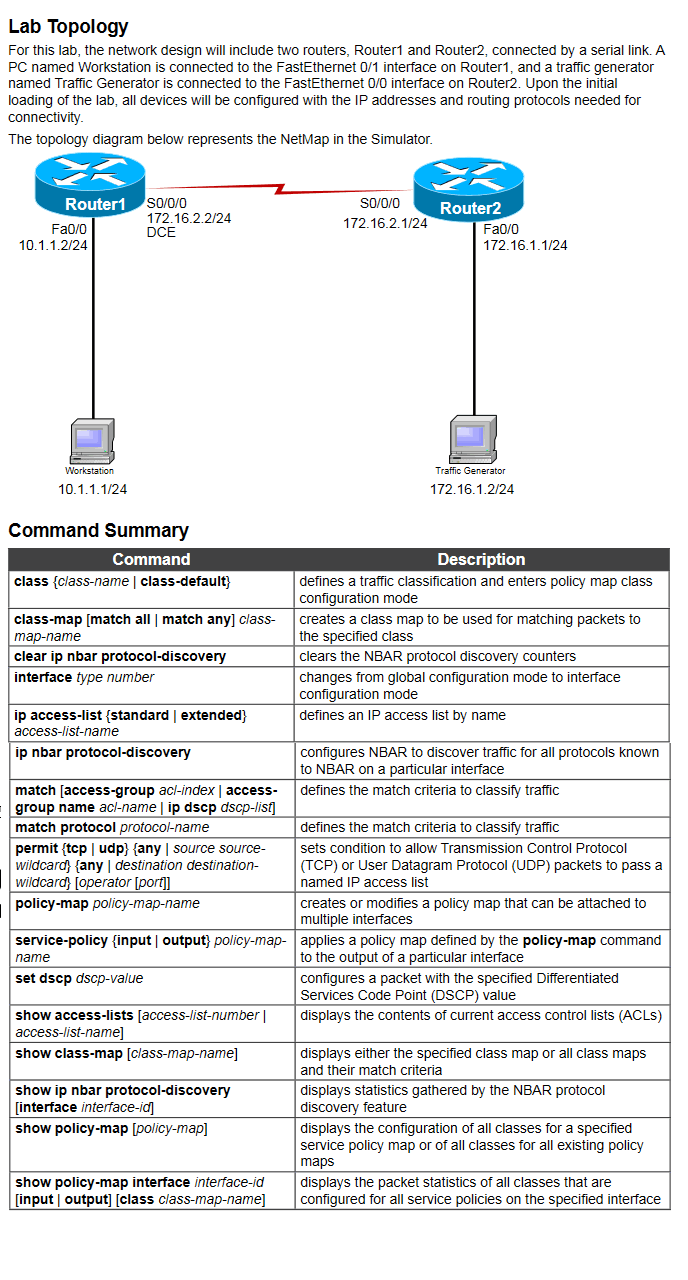 Lab Topology
For this lab, the network design will include two routers, Router1 and Router2, connected by a serial link. A
PC named Workstation is connected to the FastEthernet 0/1 interface on Router1, and a traffic generator
named Traffic Generator is connected to the FastEthernet 0/0 interface on Router2. Upon the initial
loading of the lab, all devices will be configured with the IP addresses and routing protocols needed for
connectivity.
The topology diagram below represents the NetMap in the Simulator.
Router1
S0/0/0
172.16.2.2/24
DCE
Fa0/0
10.1.1.2/24
S0/0/0
172.16.2.1/24
Router2
Fa0/0
172.16.1.1/24
Workstation
10.1.1.1/24
Traffic Generator
172.16.1.2/24
Command Summary
Command Description
class {class-name | class-default}
defines a traffic classification and enters policy map class
configuration mode
class-map [match all | match any] class-
map-name
creates a class map to be used for matching packets to
the specified class
clear ip nbar protocol-discovery
clears the NBAR protocol discovery counters
interface type number
changes from global configuration mode to interface
configuration mode
ip access-list {standard | extended}
access-list-name
defines an IP access list by name
ip nbar protocol-discovery
configures NBAR to discover traffic for all protocols known
to NBAR on a particular interface
match [access-group acl-index | access-
group name acl-name | ip dscp dscp-list]
defines the match criteria to classify traffic
match protocol protocol-name
defines the match criteria to classify traffic
permit {tcp | udp} {any | source source-
wildcard} {any | destination destination-
wildcard} [operator [port]]
sets condition to allow Transmission Control Protocol
(TCP) or User Datagram Protocol (UDP) packets to pass a
named IP access list
policy-map policy-map-name
creates or modifies a policy map that can be attached to
multiple interfaces
service-policy {input | output} policy-map-
name
applies a policy map defined by the policy-map command
to the output of a particular interface
set dscp dscp-value
configures a packet with the specified Differentiated
Services Code Point (DSCP) value
show access-lists [access-list-number |
access-list-name]
displays the contents of current access control lists (ACLs)
show class-map [class-map-name]
displays either the specified class map or all class maps
and their match criteria
show ip nbar protocol-discovery
[interface interface-id]
displays statistics gathered by the NBAR protocol
discovery feature
show policy-map [policy-map]
displays the configuration of all classes for a specified
service policy map or of all classes for all existing policy
maps
show policy-map interface interface-id
[input | output] [class class-map-name]
displays the packet statistics of all classes that are
configured for all service policies on the specified interface